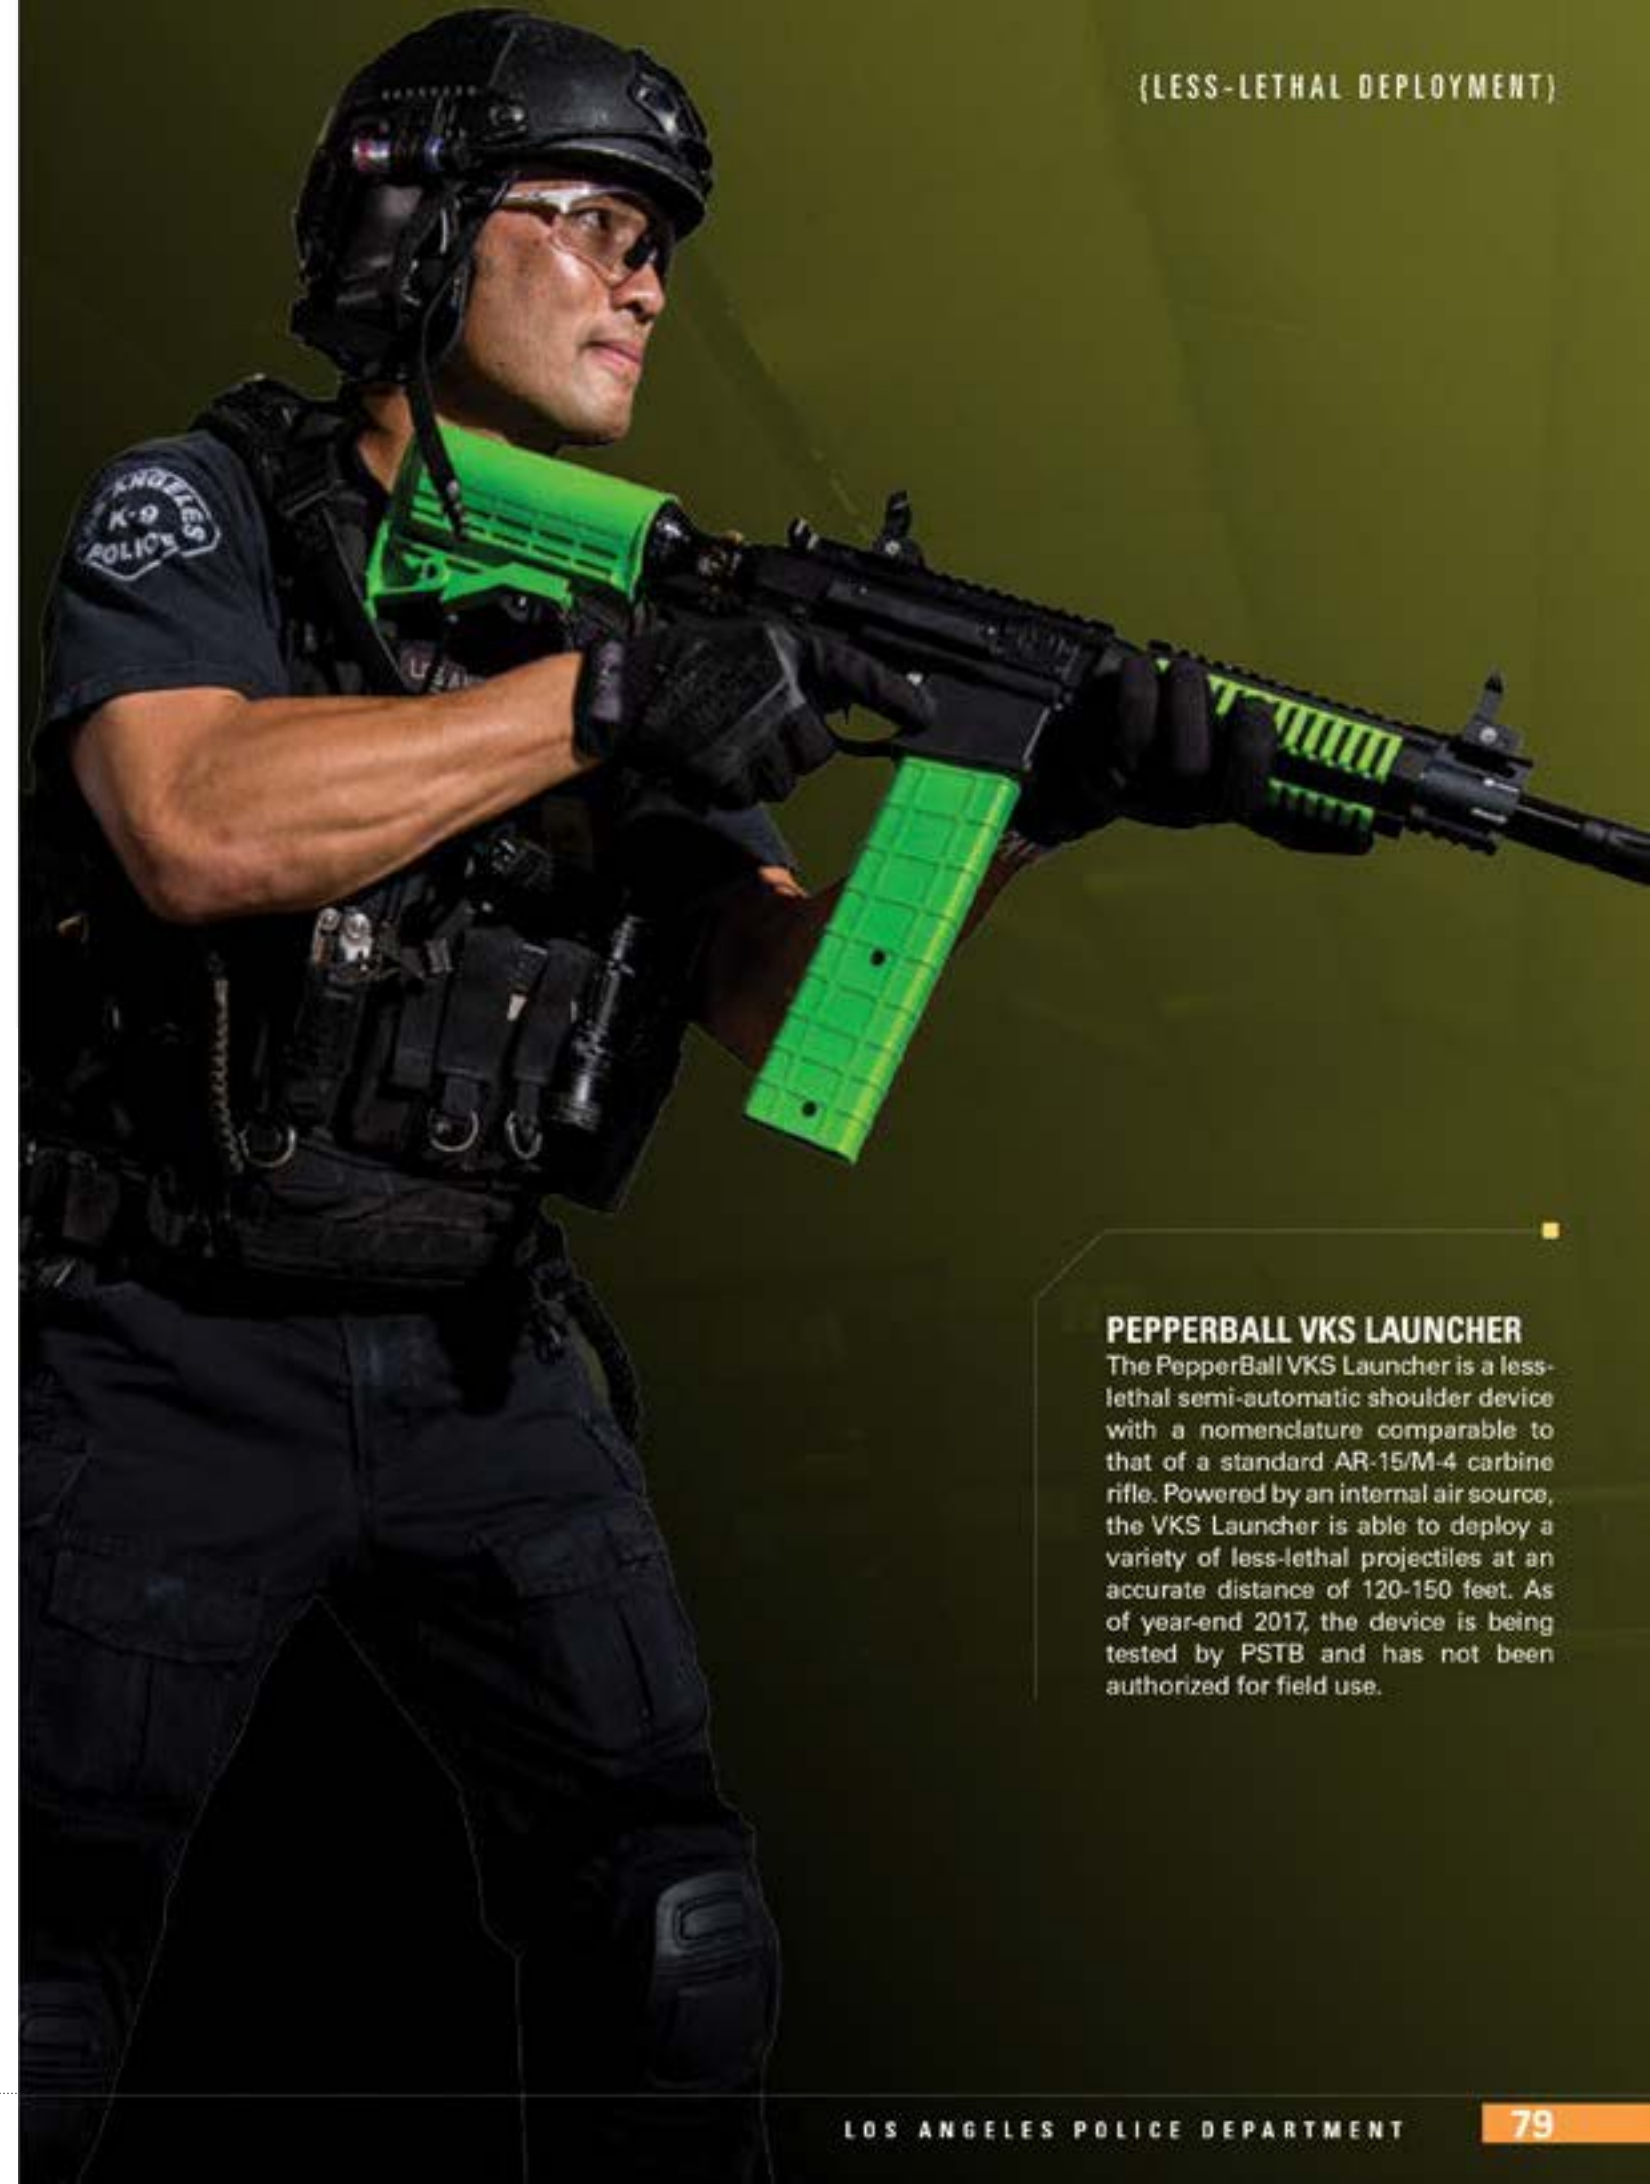 {LESS-LETHAL DEPLOYMENT}
ANGELES
K-9
POLICE
PEPPERBALL VKS LAUNCHER
The PepperBall VKS Launcher is a less-
lethal semi-automatic shoulder device
with a nomenclature comparable to
that of a standard AR-15/M-4 carbine
rifle. Powered by an internal air source,
the VKS Launcher is able to deploy a
variety of less-lethal projectiles at an
accurate distance of 120-150 feet. As
of year-end 2017, the device is being
tested by PSTB and has not been
authorized for field use.
LOS ANGELES POLICE DEPARTMENT
79